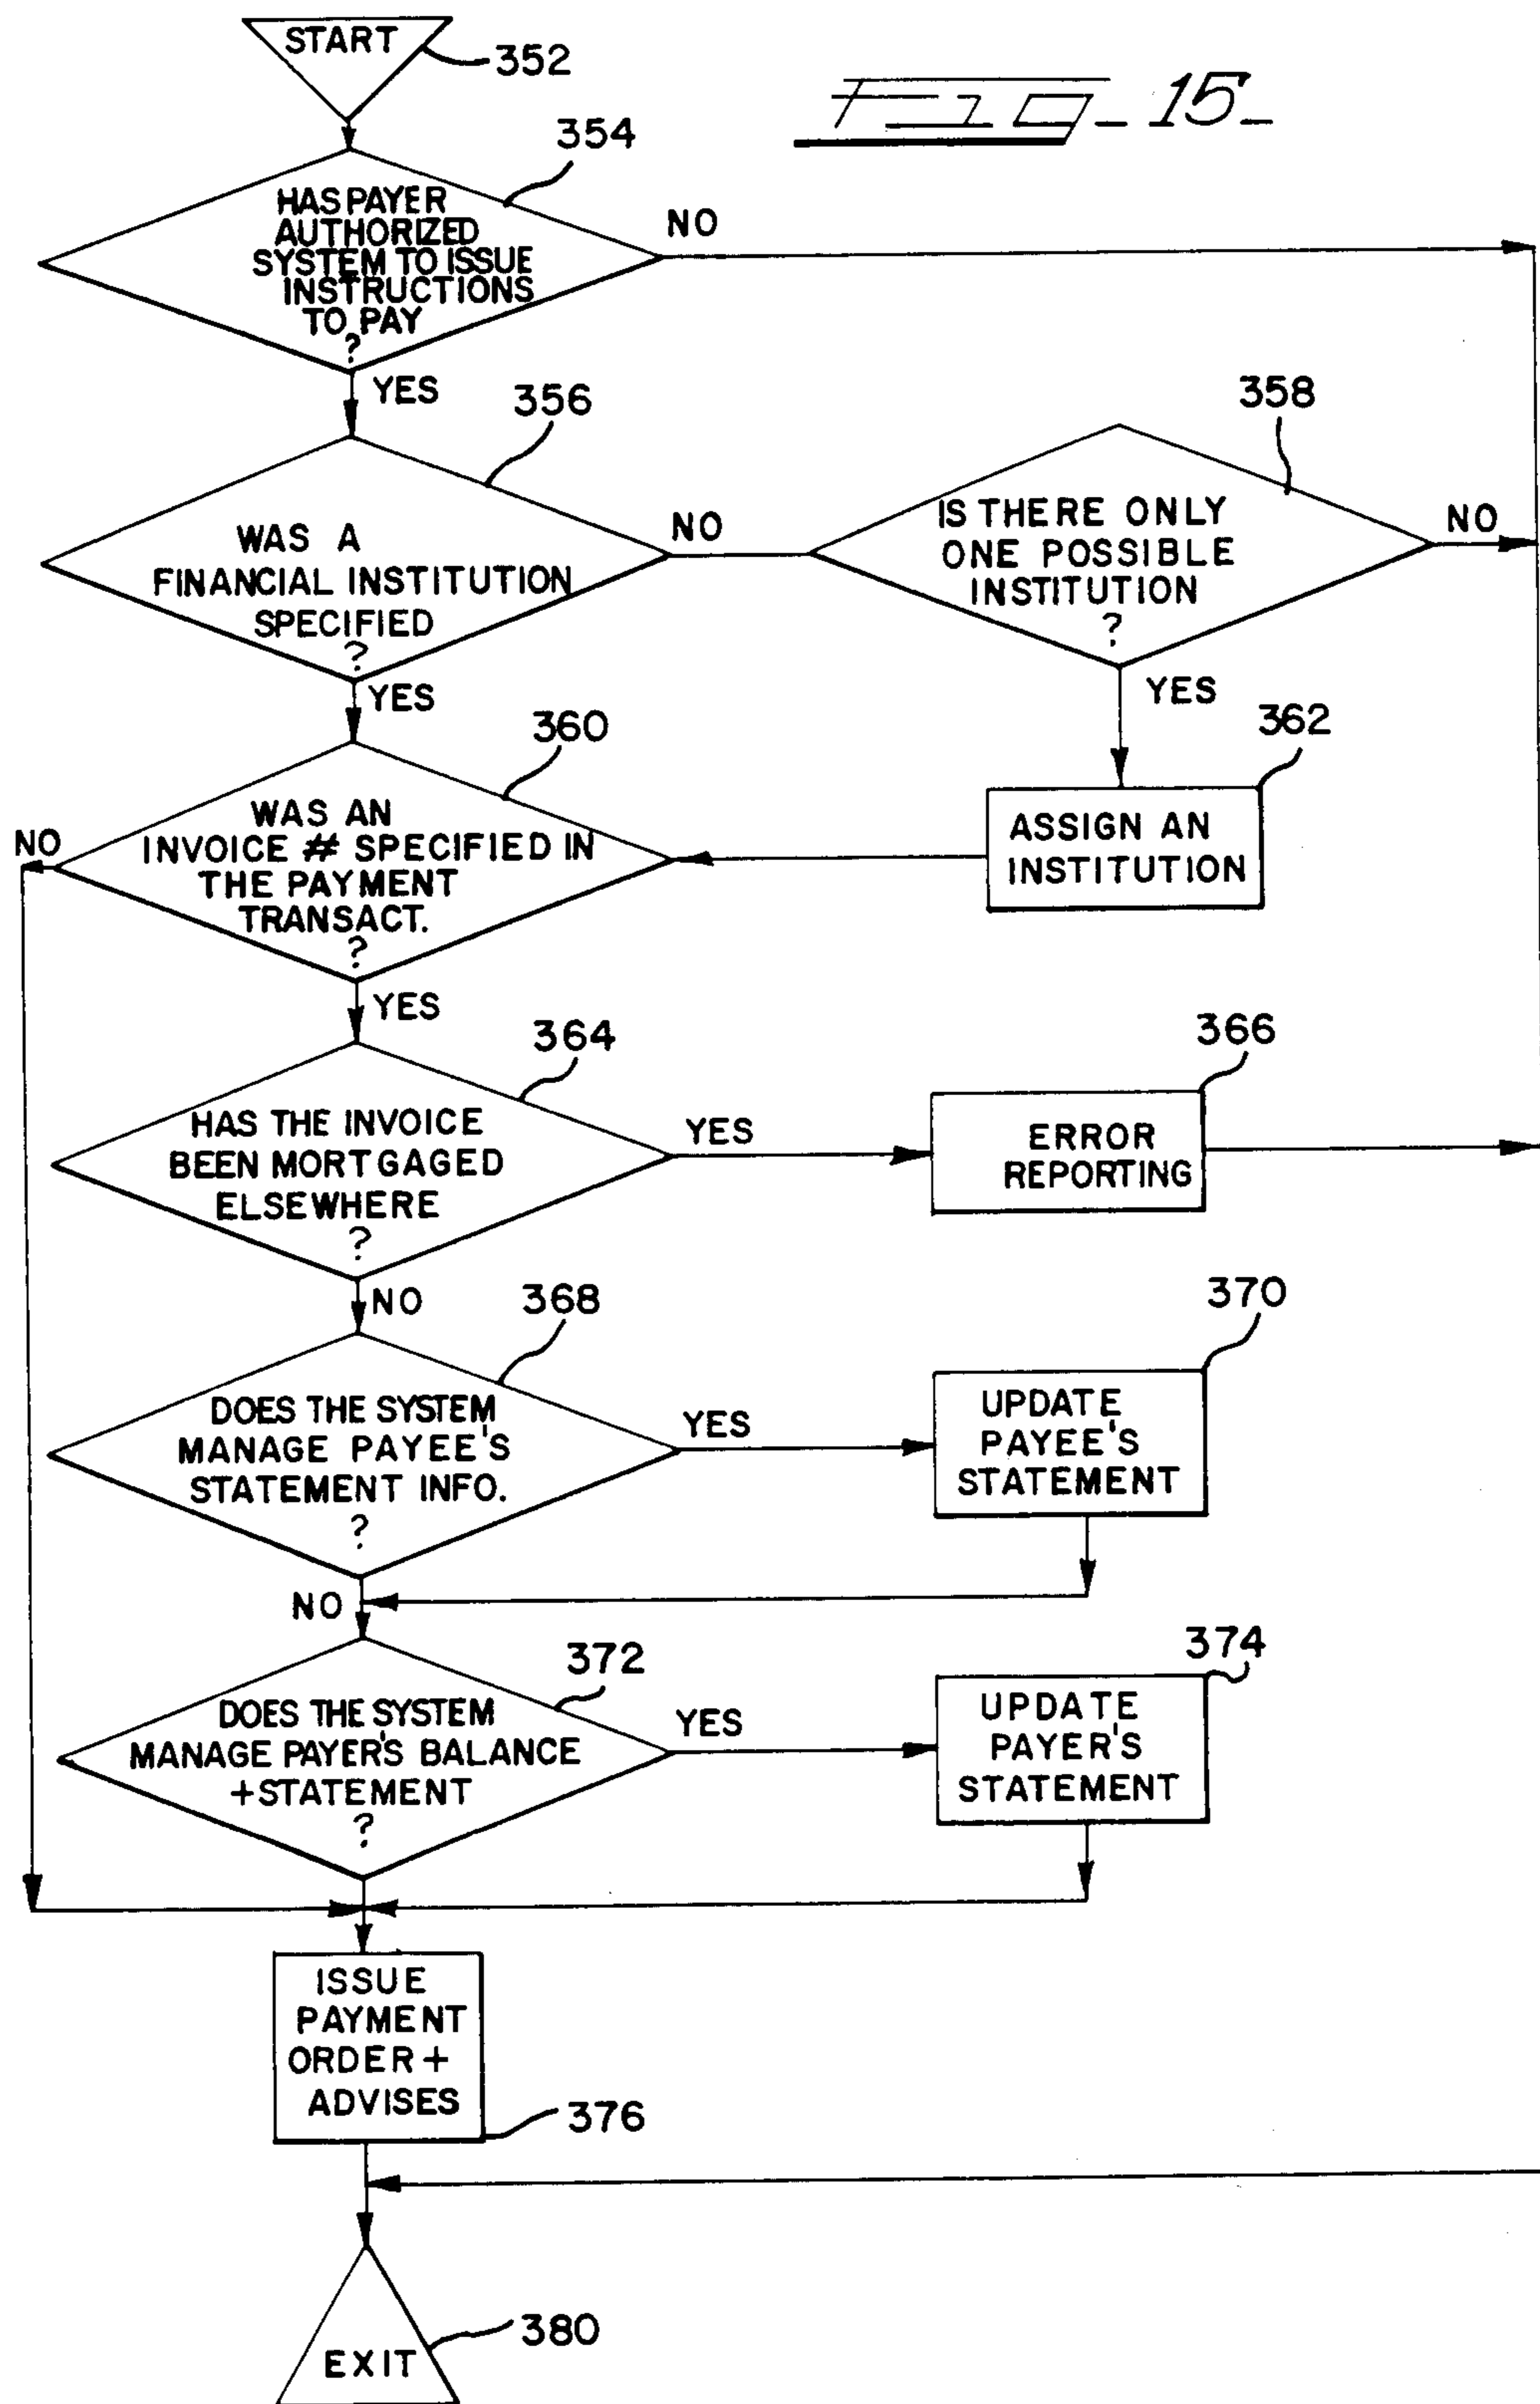 START
352
Fig-15-
354
HAS PAYER
AUTHORIZED
SYSTEM TO ISSUE
INSTRUCTIONS
TO PAY
?
NO
YES
356
WAS A
FINANCIAL INSTITUTION
SPECIFIED
?
NO
358
IS THERE ONLY
ONE POSSIBLE
INSTITUTION
?
NO
YES
YES
362
ASSIGN AN
INSTITUTION
360
WAS AN
INVOICE # SPECIFIED IN
THE PAYMENT
TRANSACT.
?
NO
YES
364
HAS THE INVOICE
BEEN MORTGAGED
ELSEWHERE
?
YES
366
ERROR
REPORTING
NO
368
DOES THE SYSTEM
MANAGE PAYEE'S
STATEMENT INFO.
?
YES
370
UPDATE
PAYEE'S
STATEMENT
NO
372
DOES THE SYSTEM
MANAGE PAYER'S BALANCE
+STATEMENT
?
YES
374
UPDATE
PAYER'S
STATEMENT
ISSUE
PAYMENT
ORDER +
ADVISES
376
EXIT
380